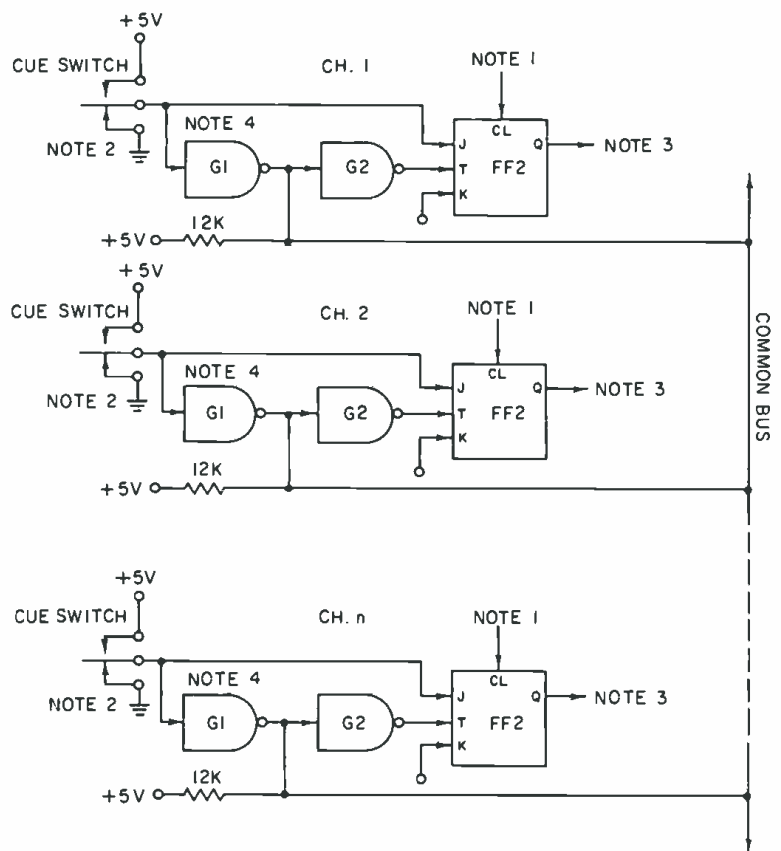 +5V
CUE SWITCH
CH. 1
NOTE 1
NOTE 4
CL
J
Q
NOTE 3
NOTE 2
G1
G2
T
FF2
K
12K
+5V
+5V
CUE SWITCH
CH. 2
NOTE 1
NOTE 4
CL
J
Q
NOTE 3
NOTE 2
G1
G2
T
FF2
K
12K
+5V
COMMON BUS
+5V
CUE SWITCH
CH. n
NOTE 1
NOTE 4
CL
J
Q
NOTE 3
NOTE 2
G1
G2
T
FF2
K
12K
+5V